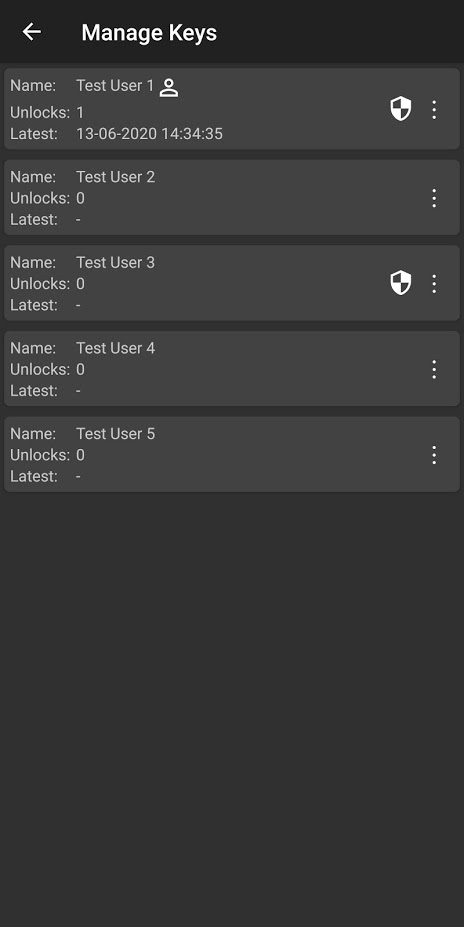 Manage Keys
Name: Test User 1
Unlocks: 1
Latest: 13-06-2020 14:34:35
Name: Test User 2
Unlocks: 0
Latest: -
Name: Test User 3
Unlocks: 0
Latest: -
Name: Test User 4
Unlocks: 0
Latest: -
Name: Test User 5
Unlocks: 0
Latest: -